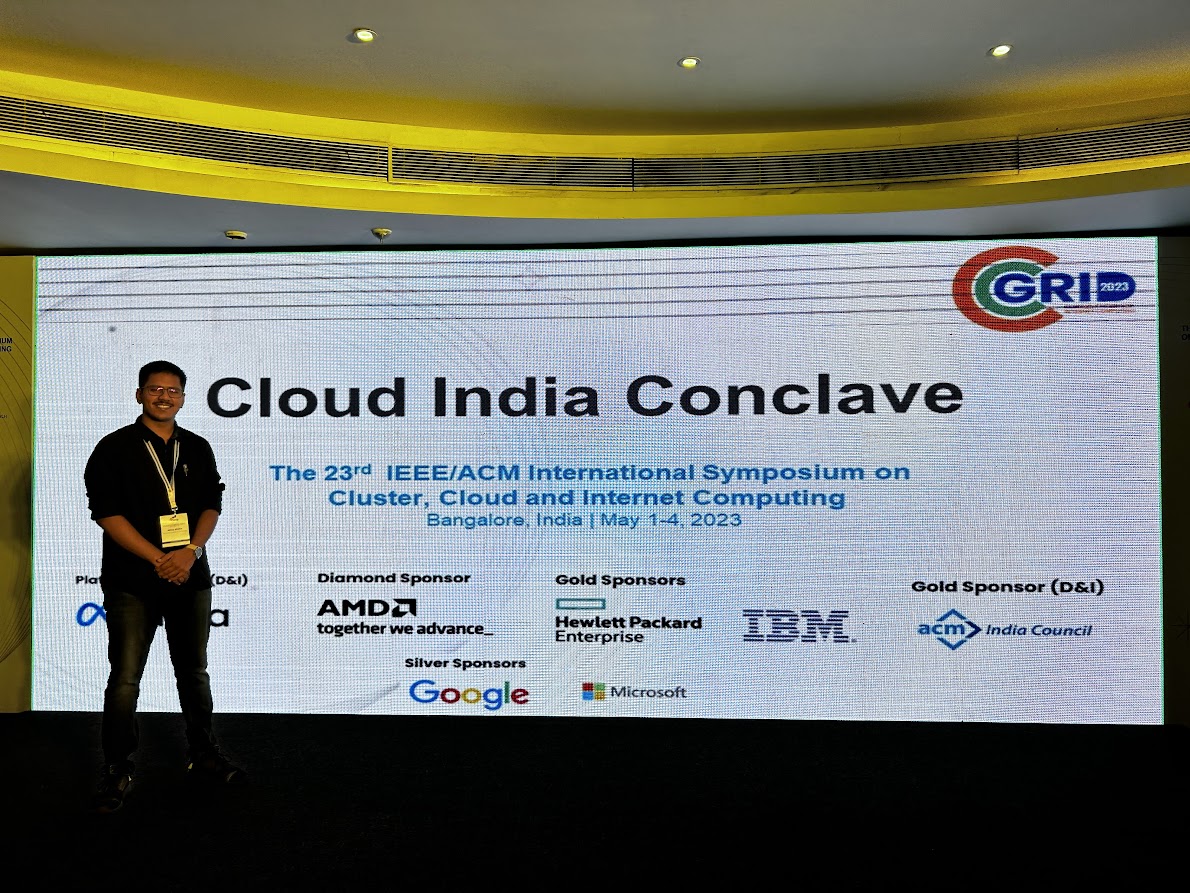 CCGRID 2023
Cloud India Conclave
The 23rd IEEE/ACM International Symposium on
Cluster, Cloud and Internet Computing
Bangalore, India | May 1-4, 2023
(D&I)
Diamond Sponsor
AMD
together we advance_
Gold Sponsors
Hewlett Packard
Enterprise
IBM
Gold Sponsor (D&I)
acm India Council
Silver Sponsors
Google
Microsoft